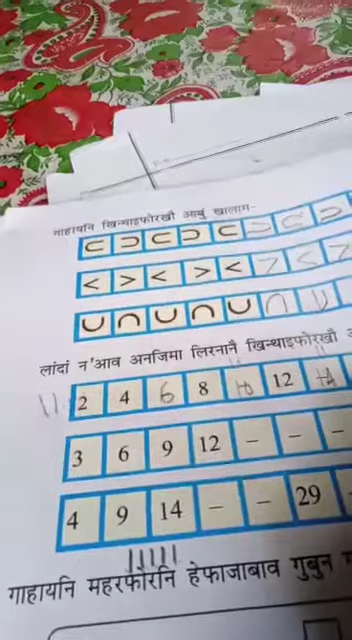 गाहायनि खिन्थाइफोरखौ आबुं खालाम-
⊂ ⊃ ⊂ ⊃ ⊂ ⊃ ⊂ ⊃
< > < > < > < >
∪ ∩ ∪ ∩ ∪ ∩ ∪
लांदां न'आव अनजिमा लिरनानै खिन्थाइफोरखौ
2 4 6 8 10 12 14
3 6 9 12 - - -
4 9 14 - - 29
गाहायनि महरफोरनि हेफाजाबाव गुबुन